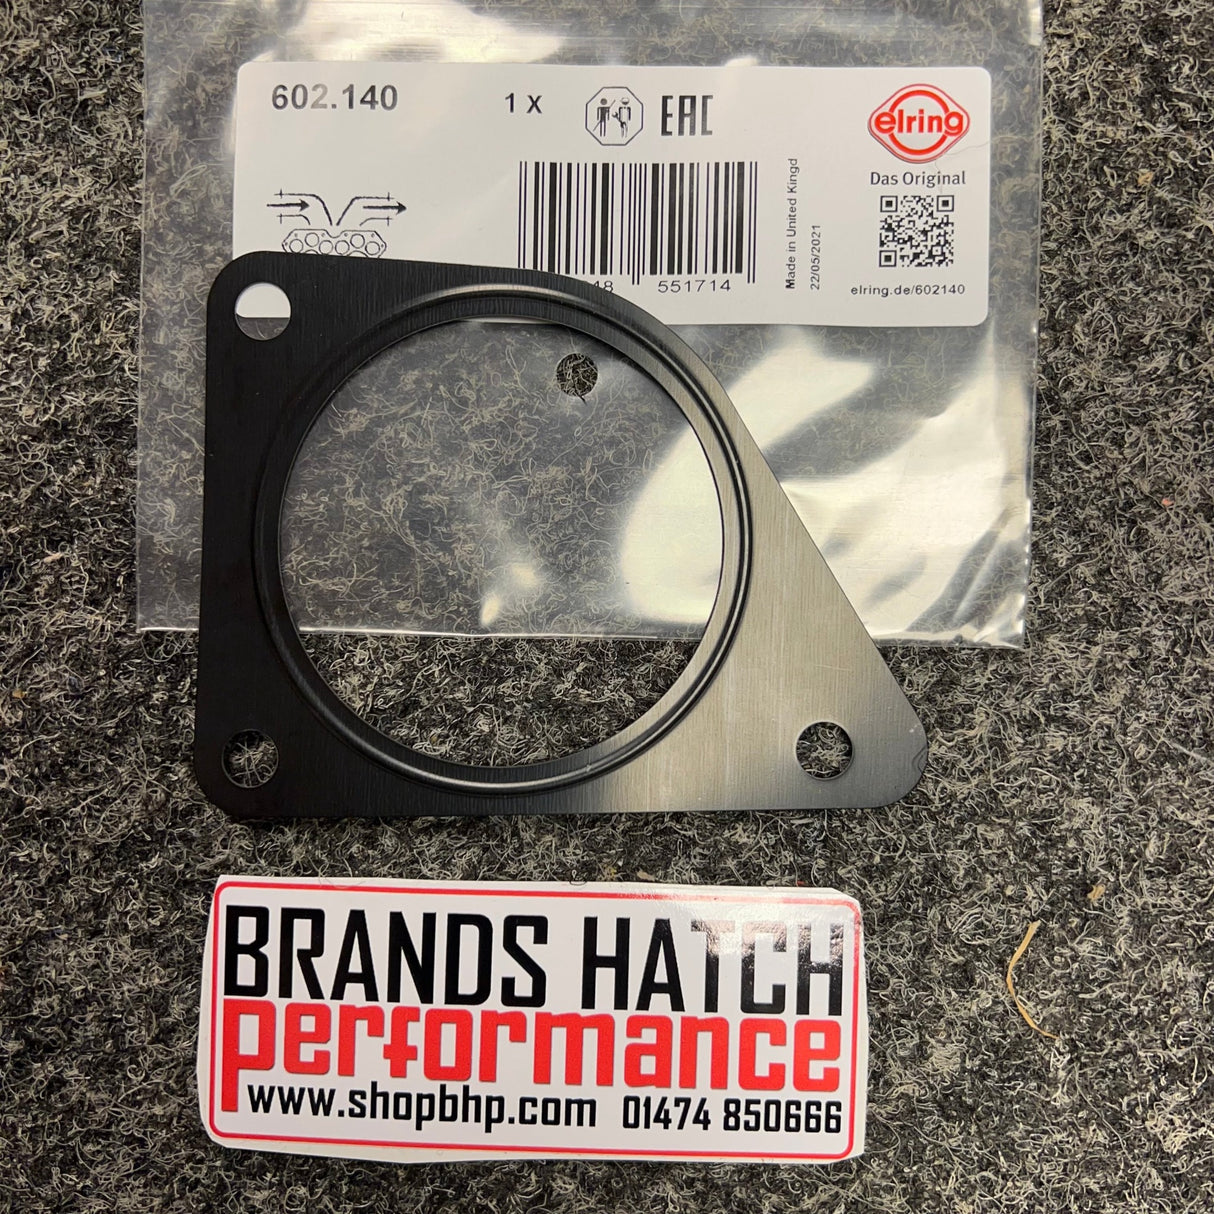 602.140
1 X
EAC
elring
Das Original
Made in United Kingd
22/05/2021
551714
elring.de/602140
BRANDS HATCH
performance
www.shopbhp.com 01474 850666